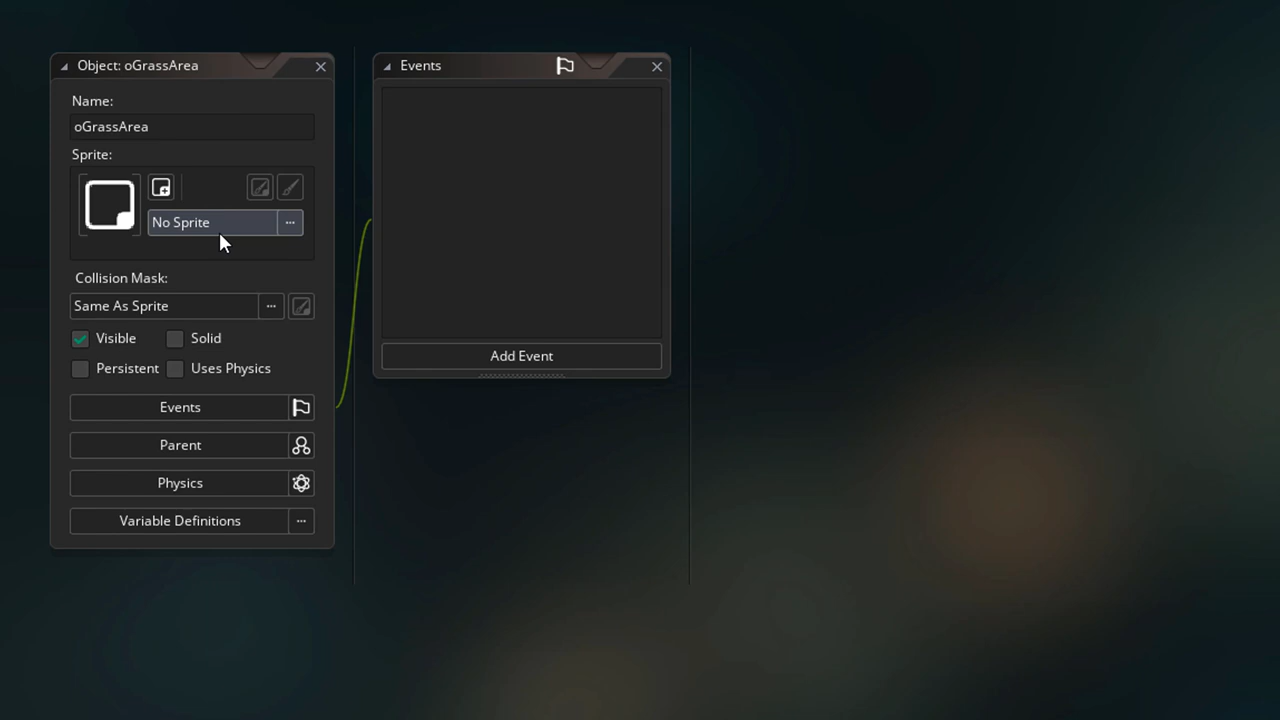 Object: oGrassArea
Name:
oGrassArea
Sprite:
No Sprite
...
Collision Mask:
Same As Sprite
...
Visible
Solid
Persistent
Uses Physics
Events
Parent
Physics
Variable Definitions
...
Events
Add Event